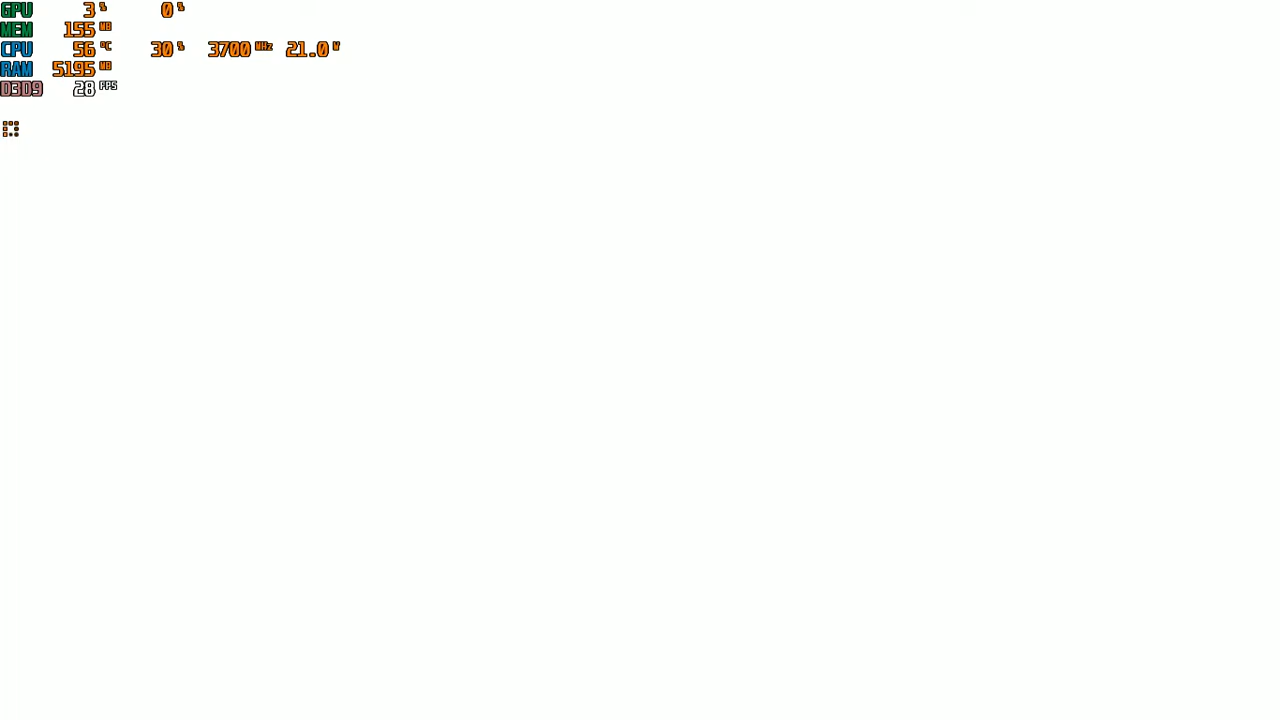 GPU 3 % 0 %
MEM 155 MB
CPU 56 °C 30 % 3700 MHz 21.0 W
RAM 5195 MB
D3D9 28 FPS